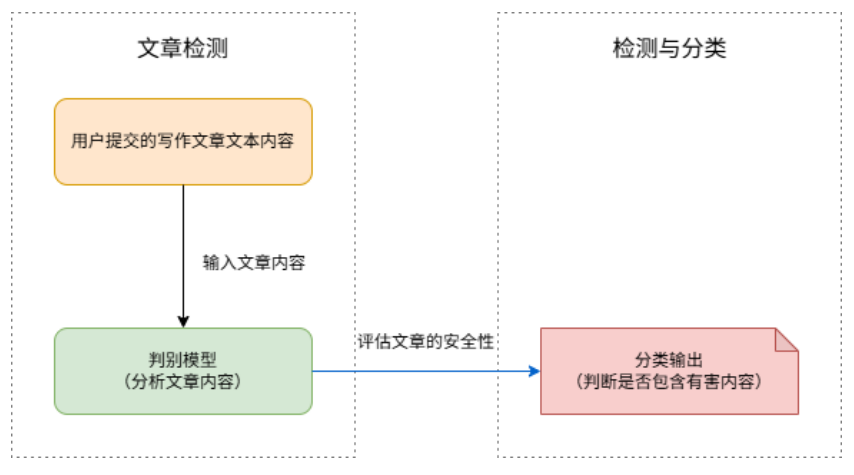 文章检测
检测与分类
用户提交的写作文章文本内容
输入文章内容
评估文章的安全性
判别模型
（分析文章内容）
分类输出
（判断是否包含有害内容）